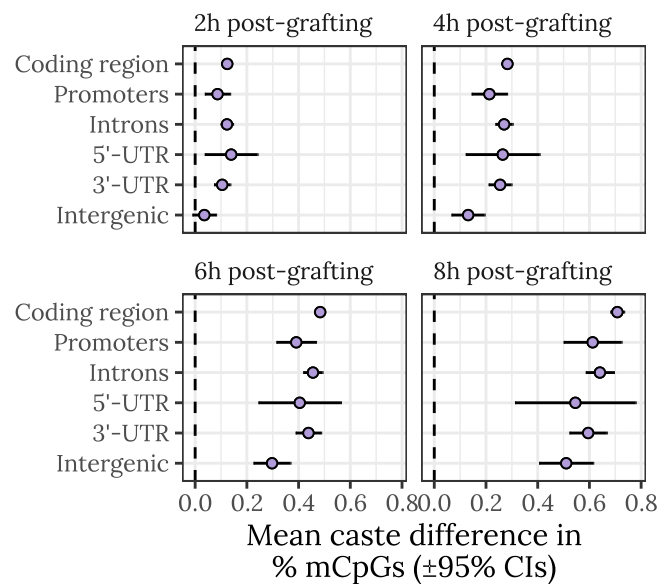 2h post-grafting
4h post-grafting
Coding region
Promoters
Introns
5'-UTR
3'-UTR
Intergenic
6h post-grafting
8h post-grafting
Coding region
Promoters
Introns
5'-UTR
3'-UTR
Intergenic
0.0 0.2 0.4 0.6 0.8 0.0 0.2 0.4 0.6 0.8
Mean caste difference in
% mCpGs (±95% CIs)